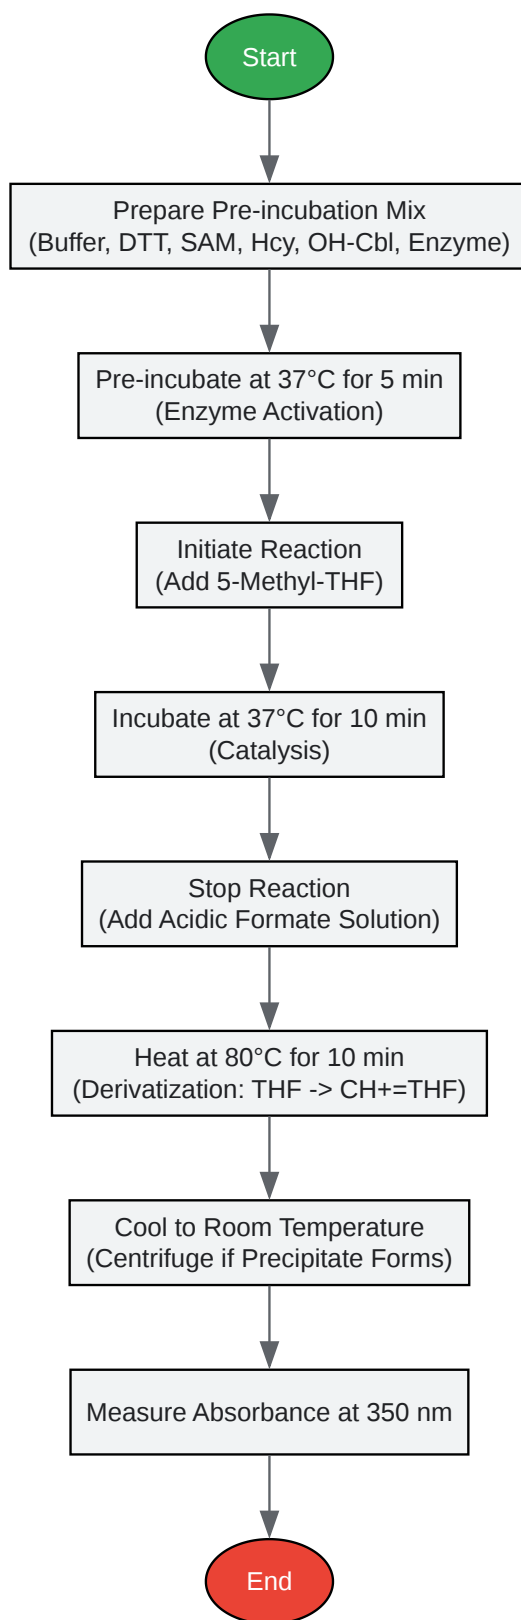 Start
Prepare Pre-incubation Mix
(Buffer, DTT, SAM, Hcy, OH-Cbl, Enzyme)
Pre-incubate at 37°C for 5 min
(Enzyme Activation)
Initiate Reaction
(Add 5-Methyl-THF)
Incubate at 37°C for 10 min
(Catalysis)
Stop Reaction
(Add Acidic Formate Solution)
Heat at 80°C for 10 min
(Derivatization: THF -> CH+=THF)
Cool to Room Temperature
(Centrifuge if Precipitate Forms)
Measure Absorbance at 350 nm
End